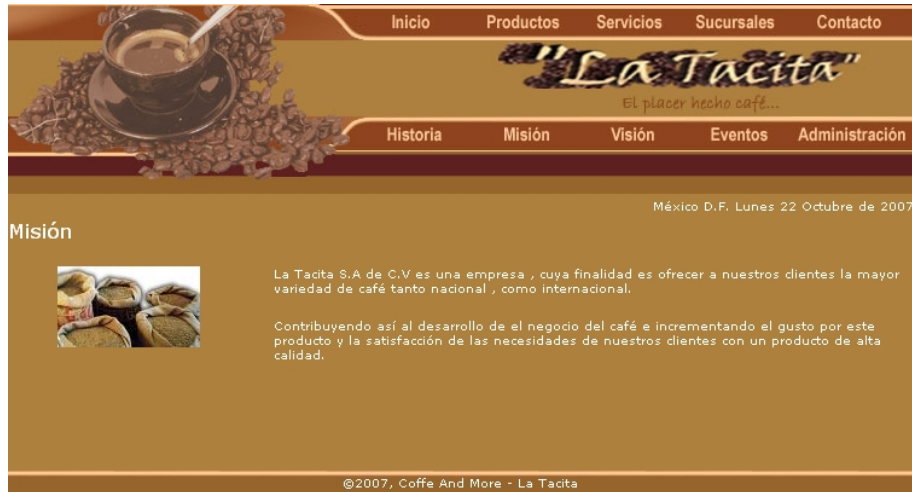 Inicio Productos Servicios Sucursales Contacto
"La Tacita"
El placer hecho café...
Historia Misión Visión Eventos Administración
México D.F. Lunes 22 Octubre de 2007
Misión
La Tacita S.A de C.V es una empresa , cuya finalidad es ofrecer a nuestros clientes la mayor
variedad de café tanto nacional , como internacional.
Contribuyendo así al desarrollo de el negocio del café e incrementando el gusto por este
producto y la satisfacción de las necesidades de nuestros clientes con un producto de alta
calidad.
©2007, Coffe And More - La Tacita